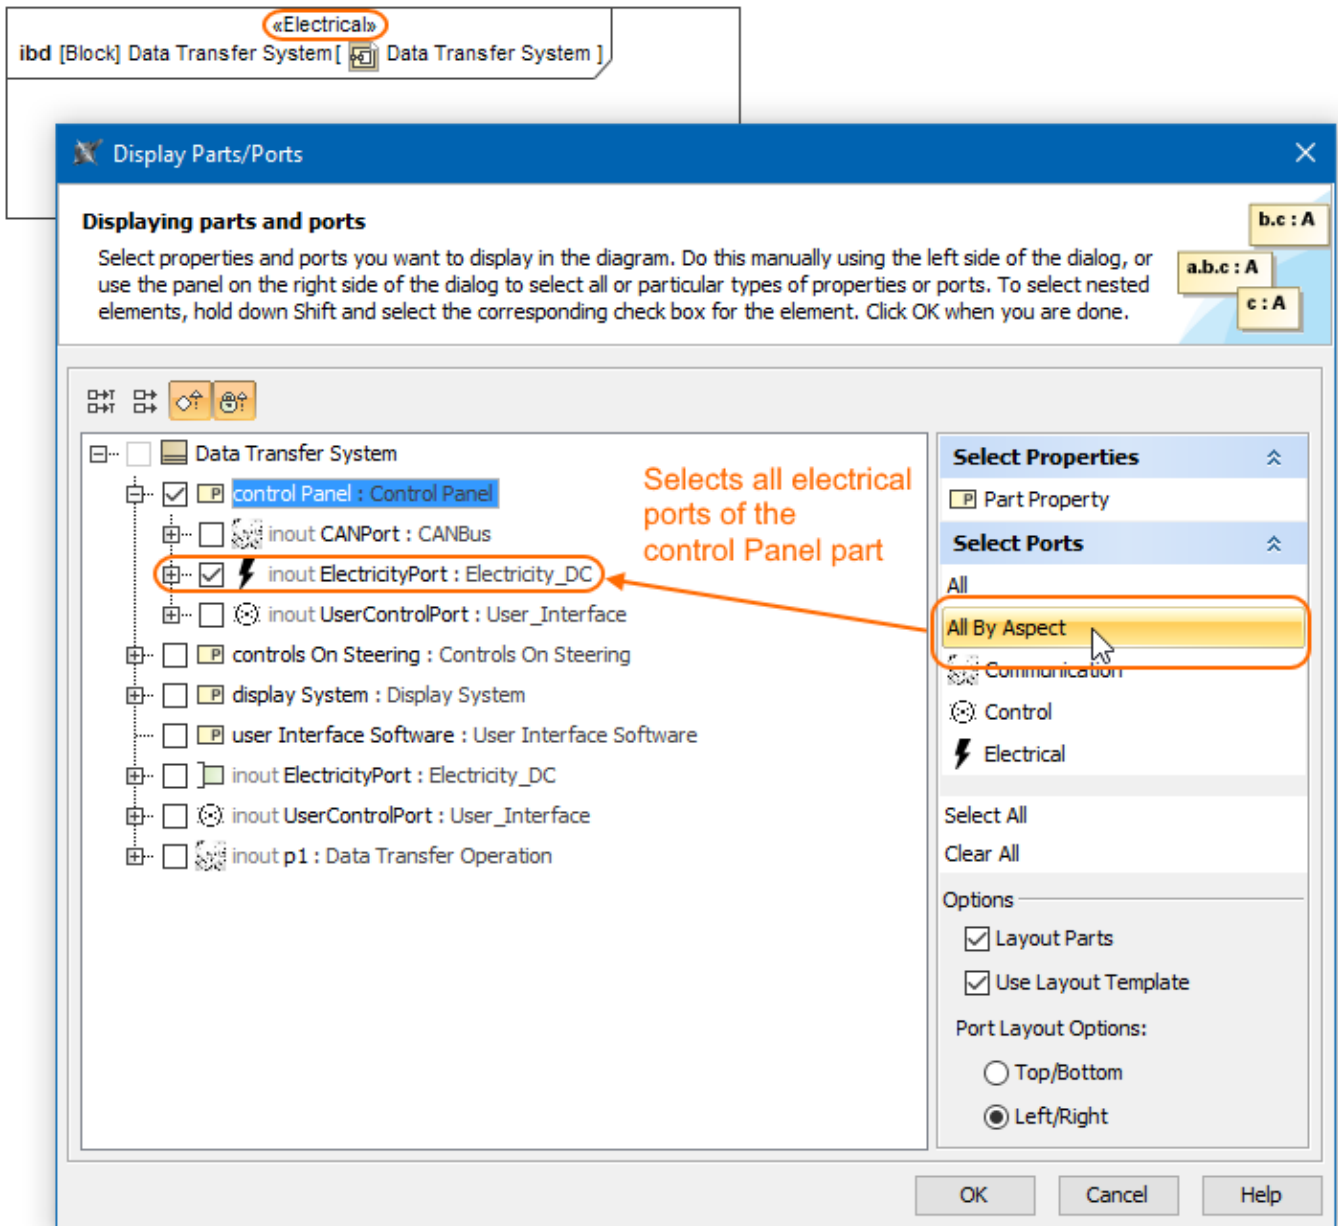 «Electrical»
ibd [Block] Data Transfer System[ Data Transfer System ]
Display Parts/Ports
Displaying parts and ports
Select properties and ports you want to display in the diagram. Do this manually using the left side of the dialog, or
use the panel on the right side of the dialog to select all or particular types of properties or ports. To select nested
elements, hold down Shift and select the corresponding check box for the element. Click OK when you are done.
b.c : A
a.b.c : A
c : A
Data Transfer System
P control Panel : Control Panel
inout CANPort : CANBus
inout ElectricityPort : Electricity_DC
inout UserControlPort : User_Interface
P controls On Steering : Controls On Steering
P display System : Display System
P user Interface Software : User Interface Software
inout ElectricityPort : Electricity_DC
inout UserControlPort : User_Interface
inout p1 : Data Transfer Operation
Selects all electrical
ports of the
control Panel part
Select Properties
P Part Property
Select Ports
All
All By Aspect
Communication
Control
Electrical
Select All
Clear All
Options
Layout Parts
Use Layout Template
Port Layout Options:
Top/Bottom
Left/Right
OK
Cancel
Help